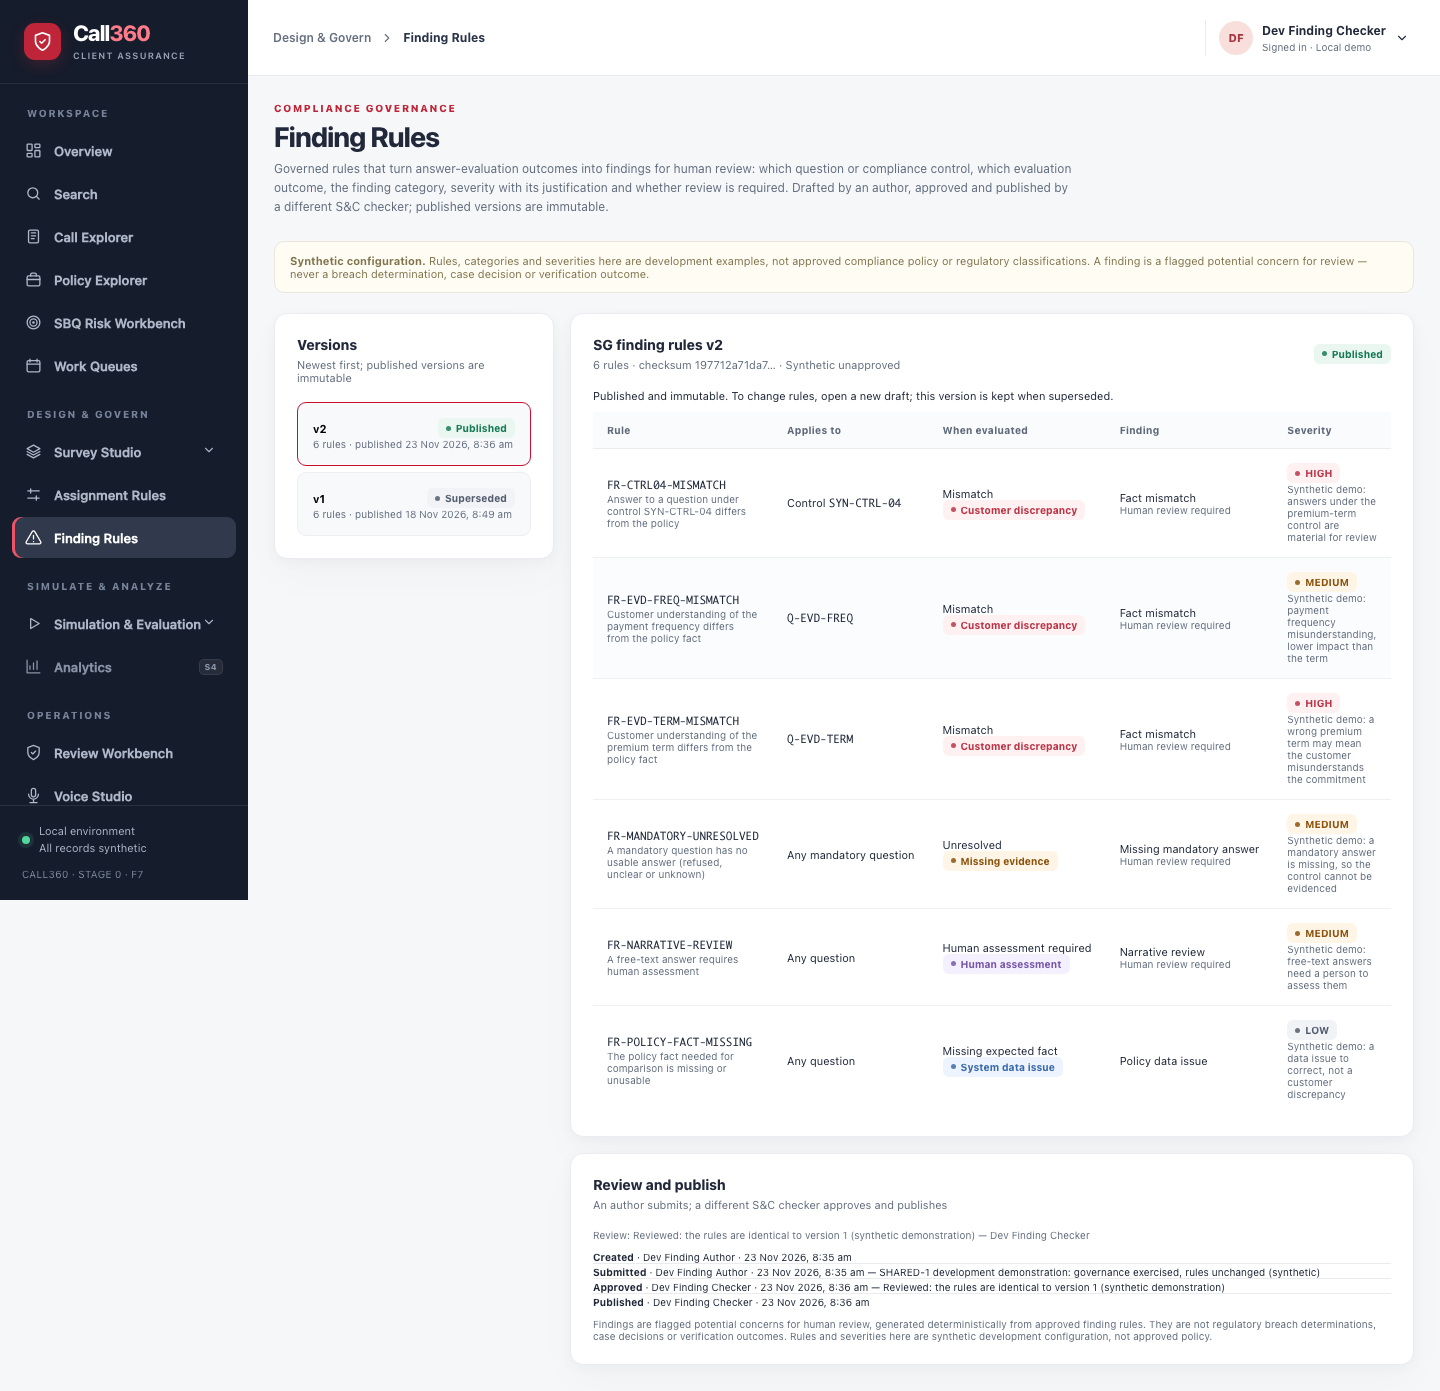 Call360
CLIENT ASSURANCE
WORKSPACE
Overview
Search
Call Explorer
Policy Explorer
SBQ Risk Workbench
Work Queues
DESIGN & GOVERN
Survey Studio
Assignment Rules
Finding Rules
SIMULATE & ANALYZE
Simulation & Evaluation
Analytics S4
OPERATIONS
Review Workbench
Voice Studio
Local environment
All records synthetic
CALL360 · STAGE 0 · F7
Design & Govern > Finding Rules
DF
Dev Finding Checker
Signed in · Local demo
COMPLIANCE GOVERNANCE
Finding Rules
Governed rules that turn answer-evaluation outcomes into findings for human review: which question or compliance control, which evaluation
outcome, the finding category, severity with its justification and whether review is required. Drafted by an author, approved and published by
a different S&C checker; published versions are immutable.
Synthetic configuration. Rules, categories and severities here are development examples, not approved compliance policy or regulatory classifications. A finding is a flagged potential concern for review —
never a breach determination, case decision or verification outcome.
Versions
Newest first; published versions are
immutable
v2 Published
6 rules · published 23 Nov 2026, 8:36 am
v1 Superseded
6 rules · published 18 Nov 2026, 8:49 am
SG finding rules v2
6 rules · checksum 197712a71da7… · Synthetic unapproved
Published
Published and immutable. To change rules, open a new draft; this version is kept when superseded.
Rule Applies to When evaluated Finding Severity
FR-CTRL04-MISMATCH
Answer to a question under
control SYN-CTRL-04 differs
from the policy
Control SYN-CTRL-04
Mismatch
Customer discrepancy
Fact mismatch
Human review required
HIGH
Synthetic demo:
answers under the
premium-term
control are
material for review
FR-EVD-FREQ-MISMATCH
Customer understanding of the
payment frequency differs
from the policy fact
Q-EVD-FREQ
Mismatch
Customer discrepancy
Fact mismatch
Human review required
MEDIUM
Synthetic demo:
payment
frequency
misunderstanding,
lower impact than
the term
FR-EVD-TERM-MISMATCH
Customer understanding of the
premium term differs from the
policy fact
Q-EVD-TERM
Mismatch
Customer discrepancy
Fact mismatch
Human review required
HIGH
Synthetic demo: a
wrong premium
term may mean
the customer
misunderstands
the commitment
FR-MANDATORY-UNRESOLVED
A mandatory question has no
usable answer (refused,
unclear or unknown)
Any mandatory question
Unresolved
Missing evidence
Missing mandatory answer
Human review required
MEDIUM
Synthetic demo: a
mandatory answer
is missing, so the
control cannot be
evidenced
FR-NARRATIVE-REVIEW
A free-text answer requires
human assessment
Any question
Human assessment required
Human assessment
Narrative review
Human review required
MEDIUM
Synthetic demo:
free-text answers
need a person to
assess them
FR-POLICY-FACT-MISSING
The policy fact needed for
comparison is missing or
unusable
Any question
Missing expected fact
System data issue
Policy data issue
LOW
Synthetic demo: a
data issue to
correct, not a
customer
discrepancy
Review and publish
An author submits; a different S&C checker approves and publishes
Review: Reviewed: the rules are identical to version 1 (synthetic demonstration) — Dev Finding Checker
Created · Dev Finding Author · 23 Nov 2026, 8:35 am
Submitted · Dev Finding Author · 23 Nov 2026, 8:35 am — SHARED-1 development demonstration: governance exercised, rules unchanged (synthetic)
Approved · Dev Finding Checker · 23 Nov 2026, 8:36 am — Reviewed: the rules are identical to version 1 (synthetic demonstration)
Published · Dev Finding Checker · 23 Nov 2026, 8:36 am
Findings are flagged potential concerns for human review, generated deterministically from approved finding rules. They are not regulatory breach determinations,
case decisions or verification outcomes. Rules and severities here are synthetic development configuration, not approved policy.